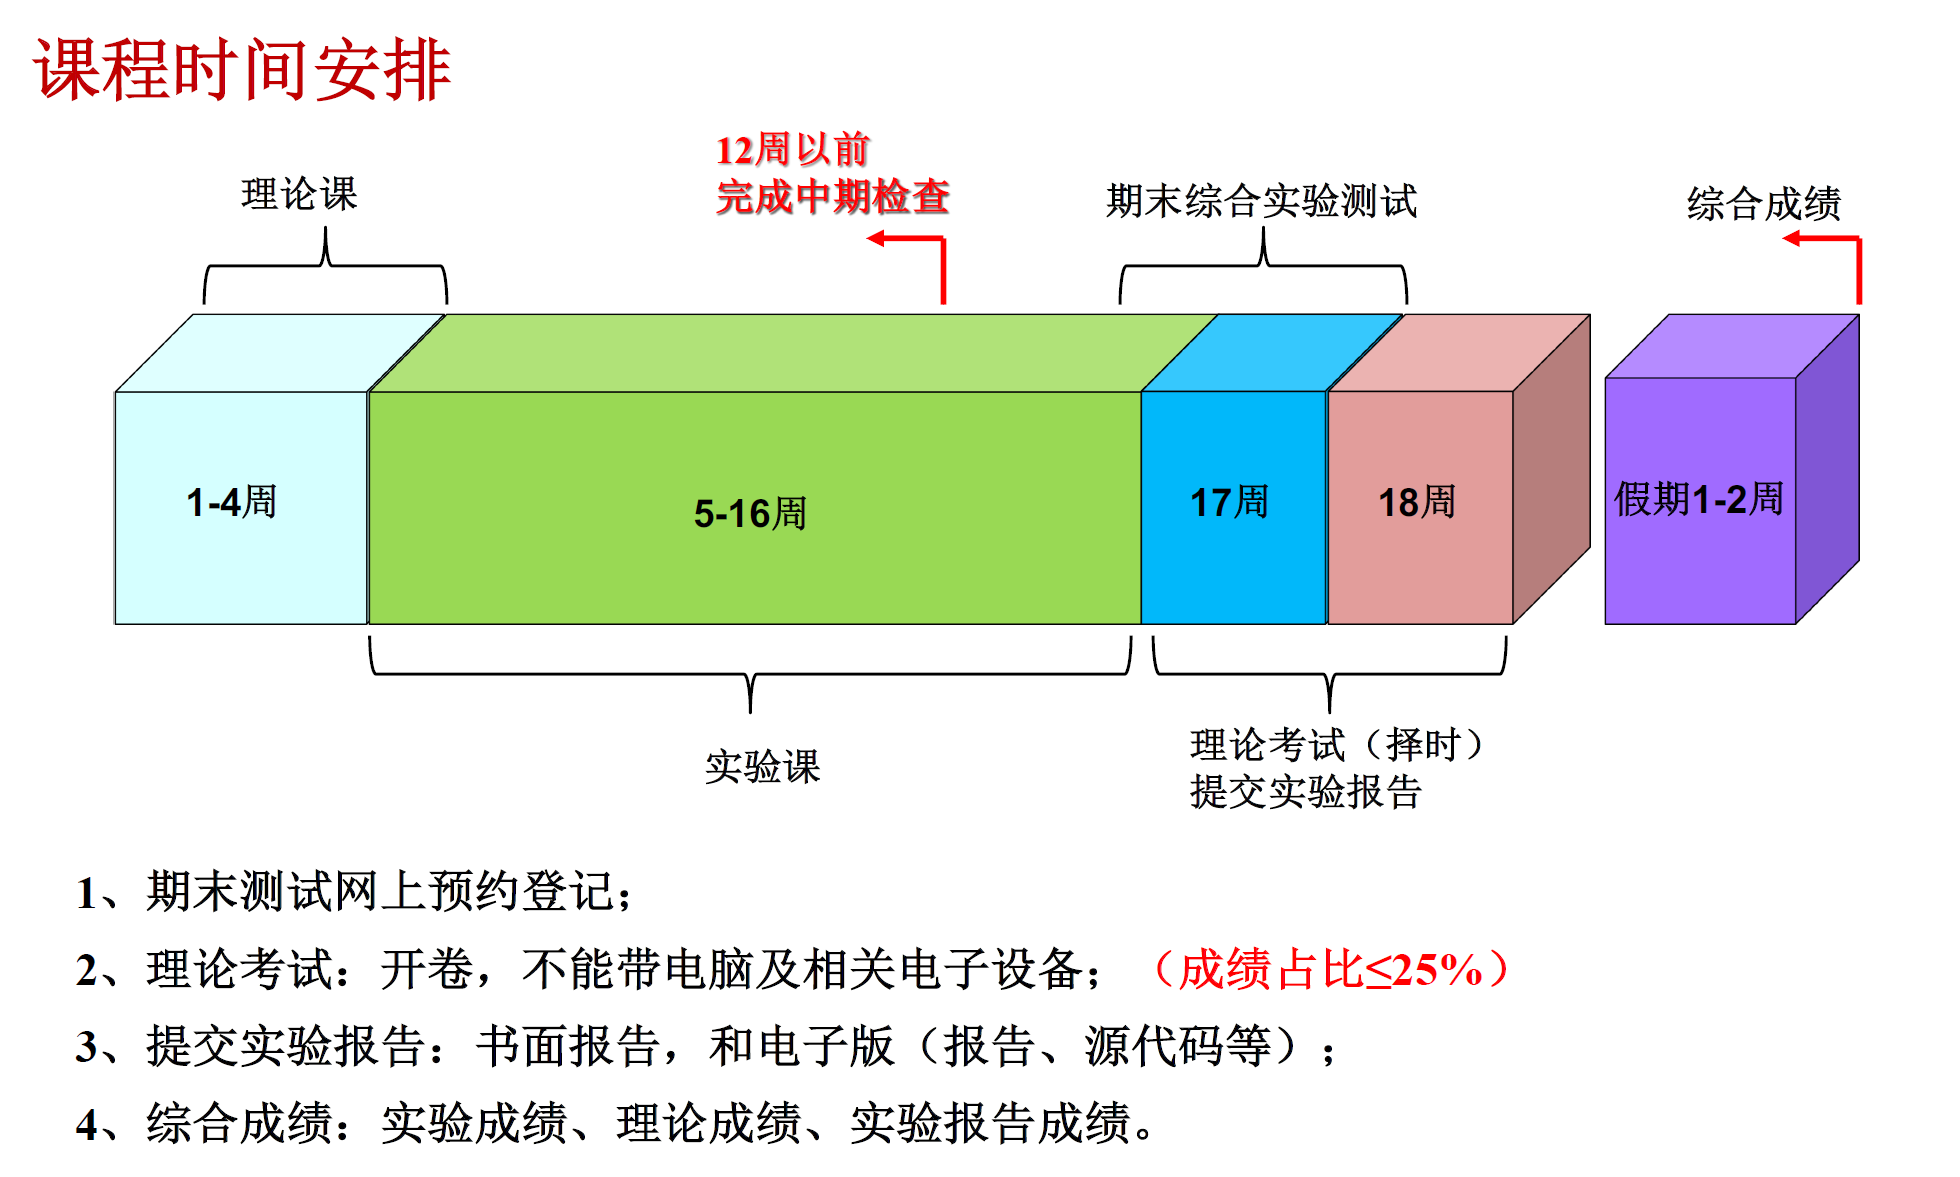 课程时间安排
12周以前
完成中期检查
理论课
期末综合实验测试
综合成绩
1-4周
5-16周
17周
18周
假期1-2周
实验课
理论考试（择时）
提交实验报告
1、期末测试网上预约登记；
2、理论考试：开卷，不能带电脑及相关电子设备；（成绩占比≤25%）
3、提交实验报告：书面报告，和电子版（报告、源代码等）；
4、综合成绩：实验成绩、理论成绩、实验报告成绩。